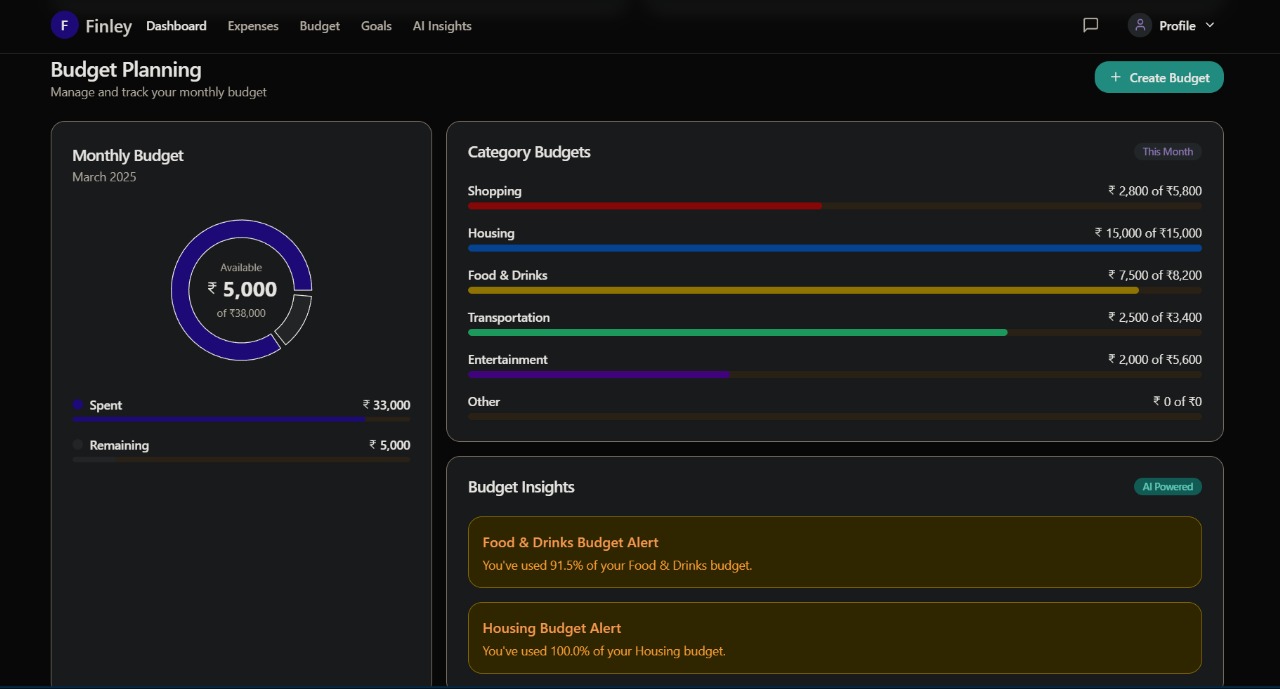 F Finley Dashboard Expenses Budget Goals AI Insights Profile
Budget Planning
Manage and track your monthly budget
+ Create Budget
Monthly Budget
March 2025
Available
₹ 5,000
of ₹38,000
Spent ₹ 33,000
Remaining ₹ 5,000
Category Budgets This Month
Shopping ₹ 2,800 of ₹5,800
Housing ₹ 15,000 of ₹15,000
Food & Drinks ₹ 7,500 of ₹8,200
Transportation ₹ 2,500 of ₹3,400
Entertainment ₹ 2,000 of ₹5,600
Other ₹ 0 of ₹0
Budget Insights AI Powered
Food & Drinks Budget Alert
You've used 91.5% of your Food & Drinks budget.
Housing Budget Alert
You've used 100.0% of your Housing budget.